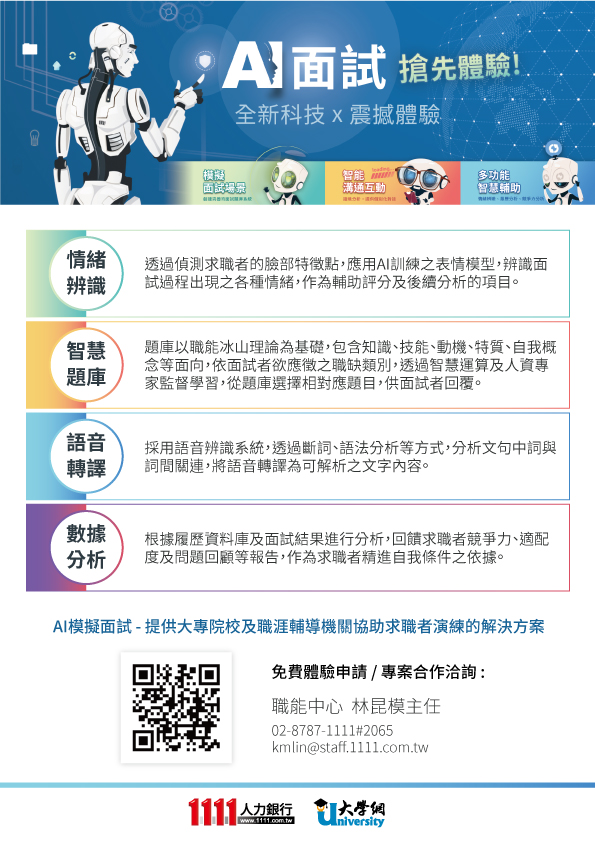 AI面試 搶先體驗!
全新科技 x 震撼體驗
模擬
面試場景
智能
溝通互動
多功能
智慧輔助
情緒
辨識
透過偵測求職者的臉部特徵點,應用AI訓練之表情模型,辨識面
試過程出現之各種情緒,作為輔助評分及後續分析的項目。
智慧
題庫
題庫以職能冰山理論為基礎,包含知識、技能、動機、特質、自我概
念等面向,依面試者欲應徵之職缺類別,透過智慧運算及人資專
家監督學習,從題庫選擇相對應題目,供面試者回覆。
語音
轉譯
採用語音辨識系統,透過斷詞、語法分析等方式,分析文句中詞與
詞間關連,將語音轉譯為可解析之文字內容。
數據
分析
根據履歷資料庫及面試結果進行分析,回饋求職者競爭力、適配
度及問題回顧等報告,作為求職者精進自我條件之依據。
AI模擬面試 - 提供大專院校及職涯輔導機關協助求職者演練的解決方案
免費體驗申請 / 專案合作洽詢 :
職能中心 林昆模主任
02-8787-1111#2065
kmlin@staff.1111.com.tw
1111 人力銀行
www.1111.com.tw
大學網
University